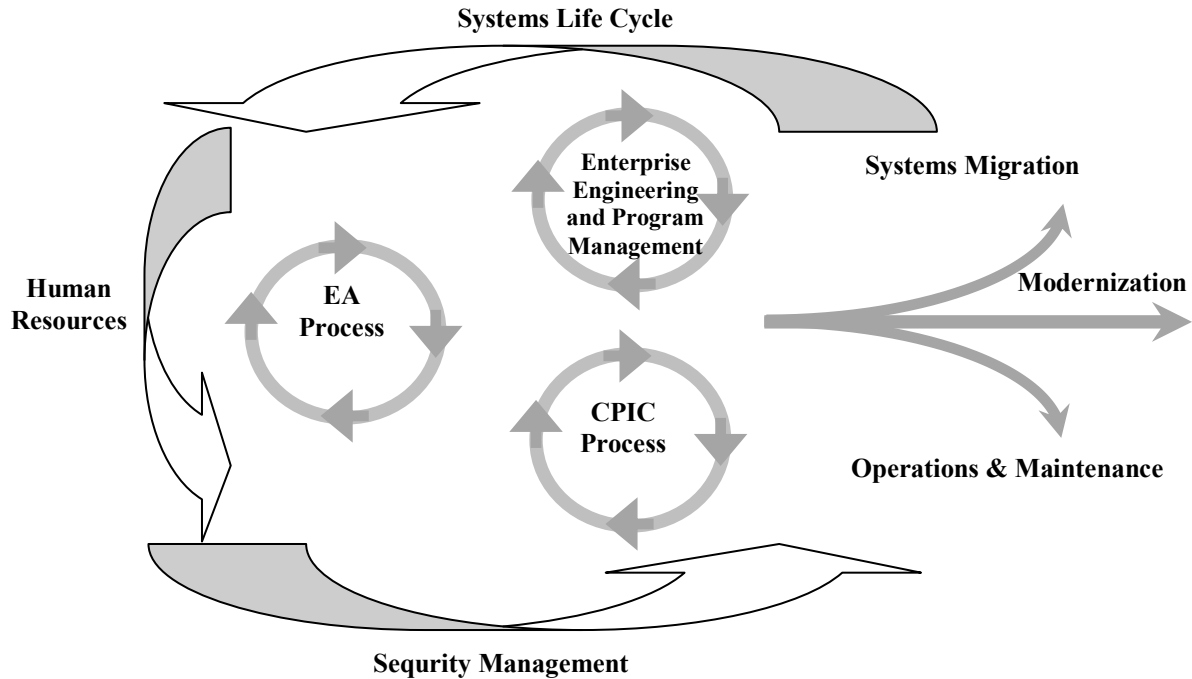 Systems Life Cycle
Enterprise
Engineering
and Program
Management
Systems Migration
Human
Resources
EA
Process
Modernization
CPIC
Process
Operations & Maintenance
Sequrity Management